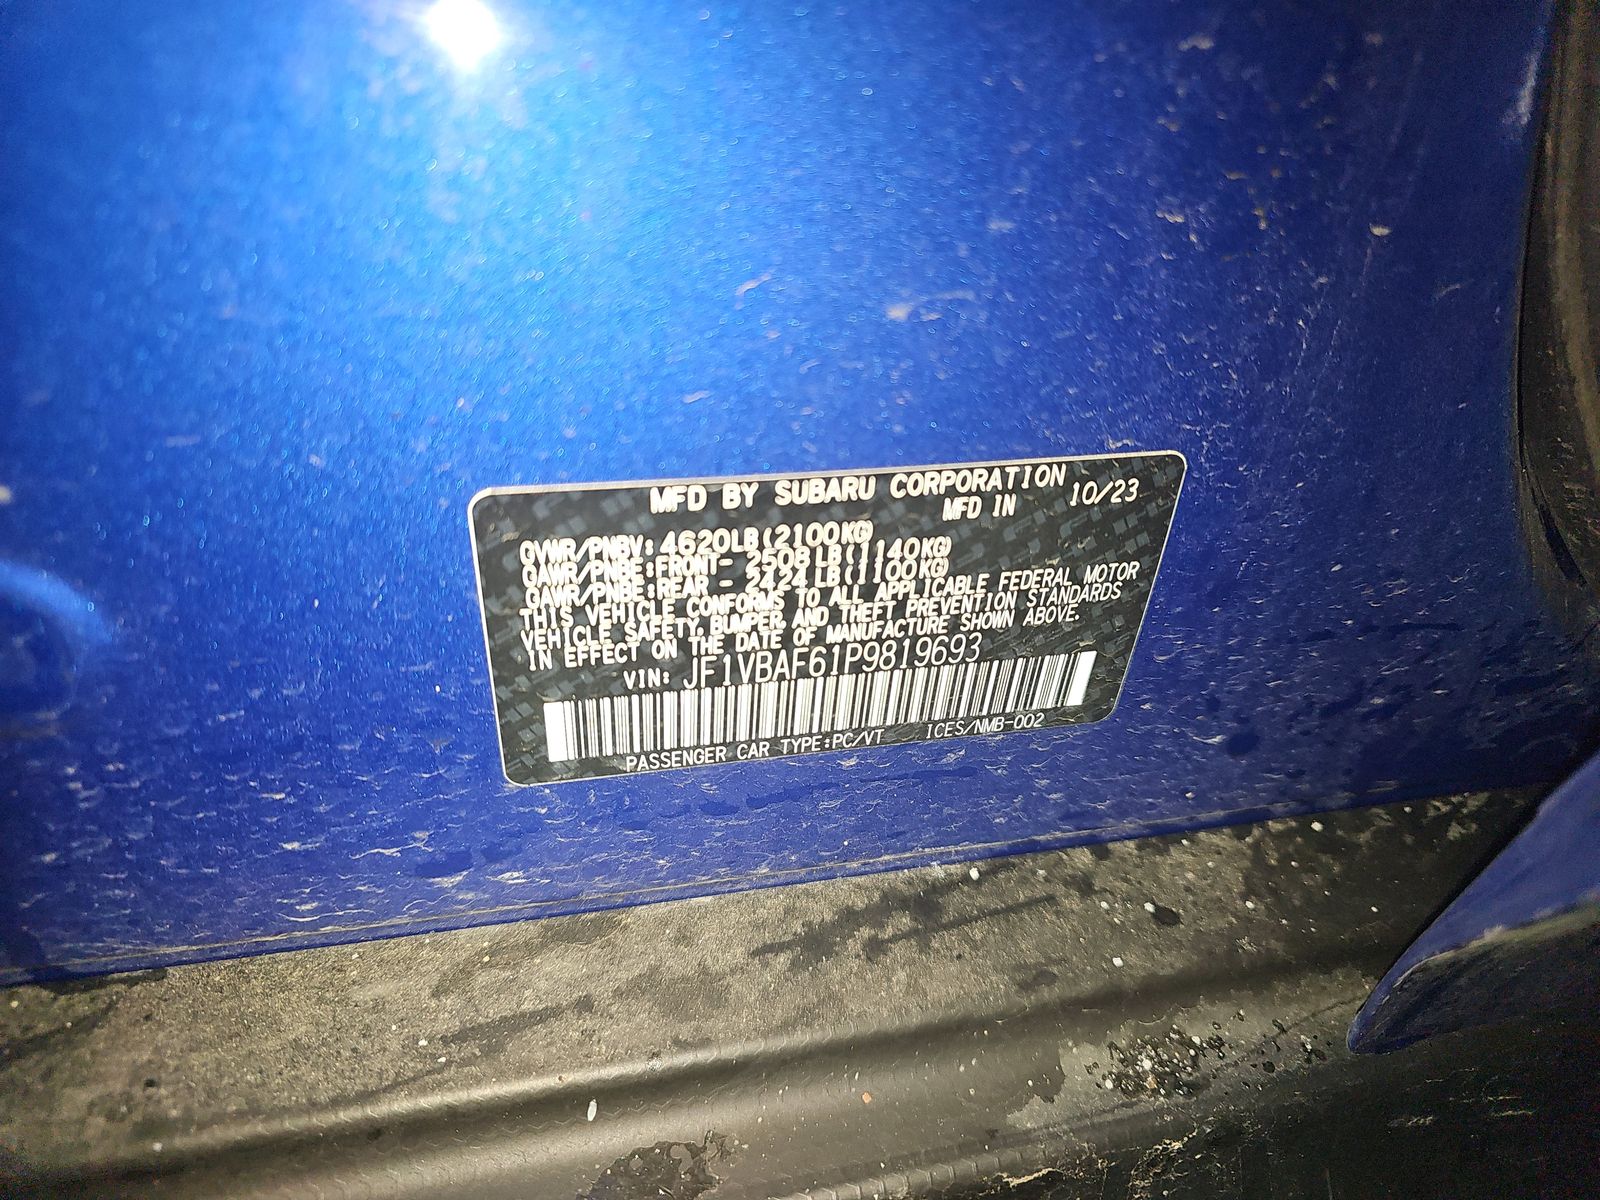 MFD BY SUBARU CORPORATION
MFD IN 10/23
GVWR/PNBV:4620LB(2100KG)
GAWR/PNBE:FRONT- 2508LB(1140KG)
GAWR/PNBE:REAR - 2424LB(1100KG)
THIS VEHICLE CONFORMS TO ALL APPLICABLE FEDERAL MOTOR
VEHICLE SAFETY, BUMPER, AND THEFT PREVENTION STANDARDS
IN EFFECT ON THE DATE OF MANUFACTURE SHOWN ABOVE.
VIN: JF1VBAF61P9819693
PASSENGER CAR TYPE:PC/VT ICES/NMB-002